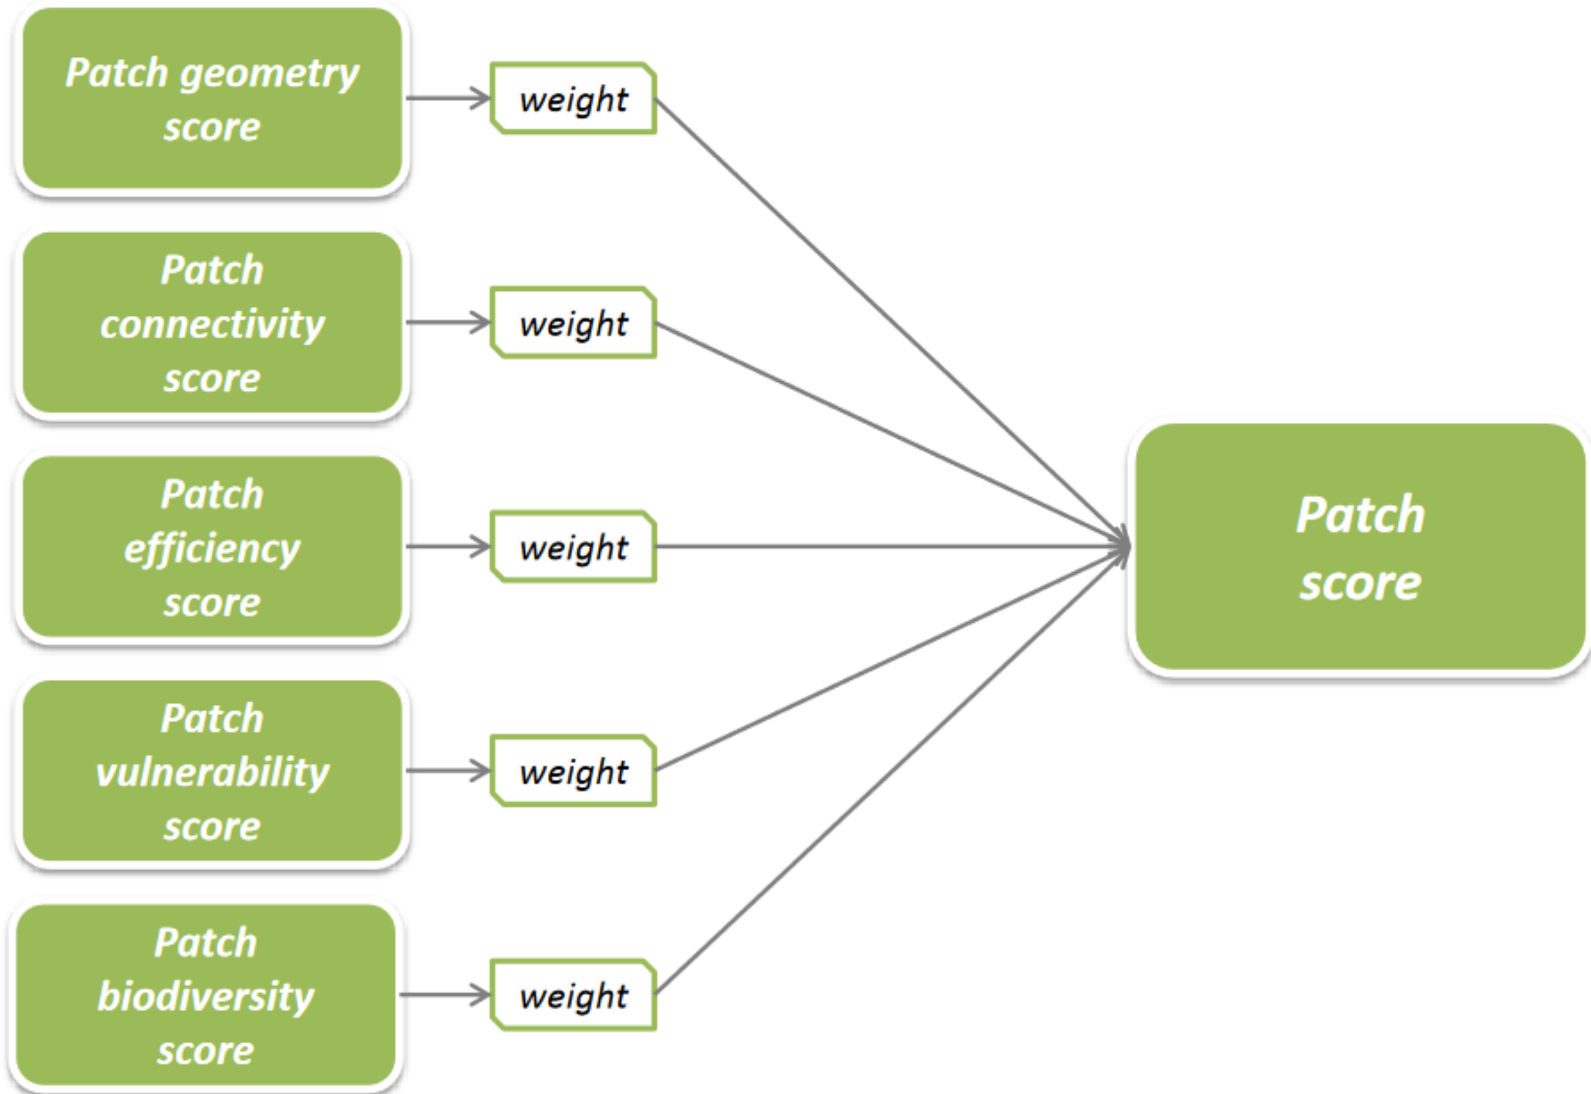 Patch geometry
score
weight
Patch
connectivity
score
weight
Patch
efficiency
score
weight
Patch
vulnerability
score
weight
Patch
biodiversity
score
weight
Patch
score